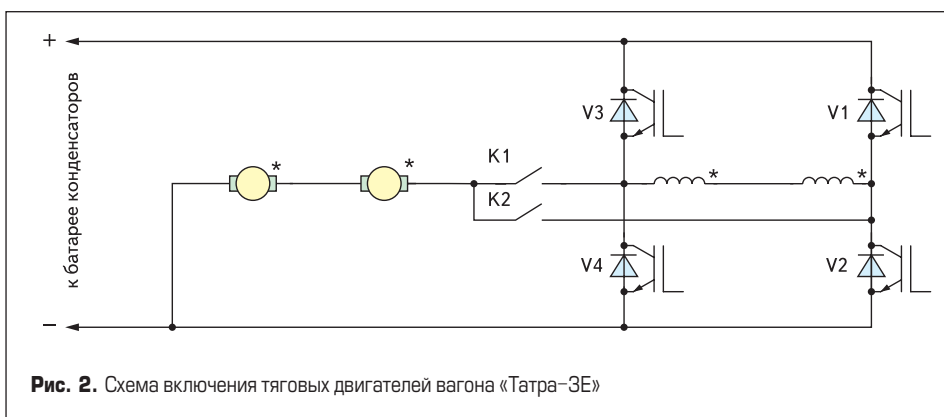 +
к батарее конденсаторов
V3
V1
*
*
K1
*
*
K2
V4
V2
−
Рис. 2. Схема включения тяговых двигателей вагона «Татра–3Е»